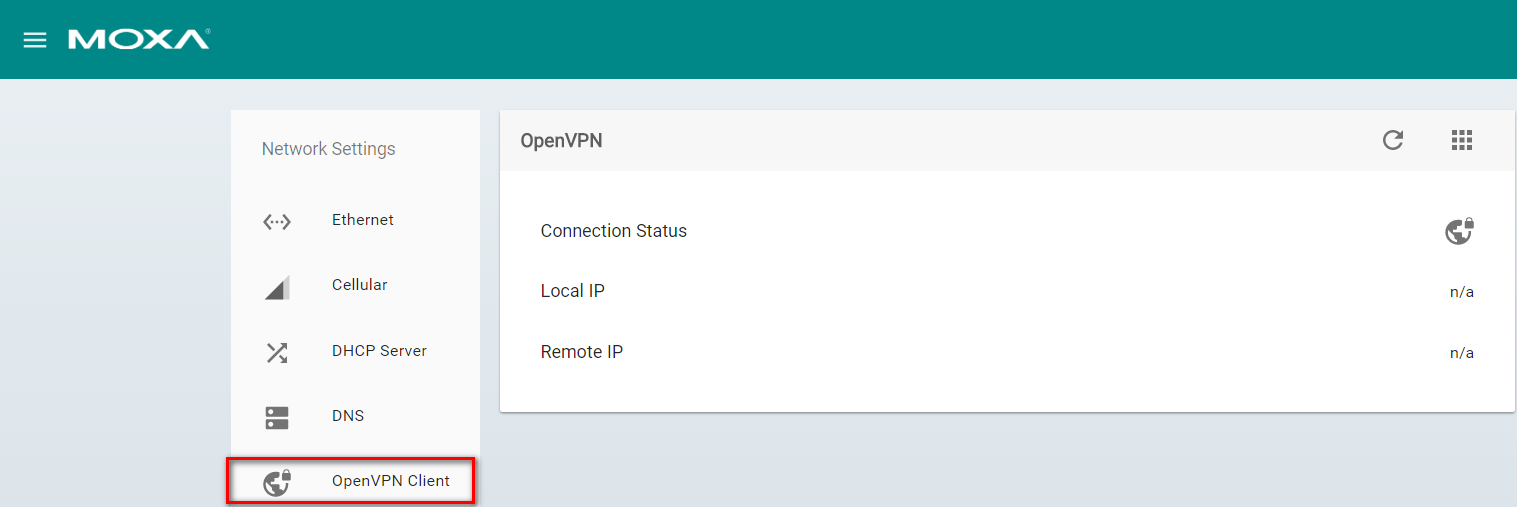 MOXA®
Network Settings
Ethernet
Cellular
DHCP Server
DNS
OpenVPN Client
OpenVPN
Connection Status
Local IP n/a
Remote IP n/a